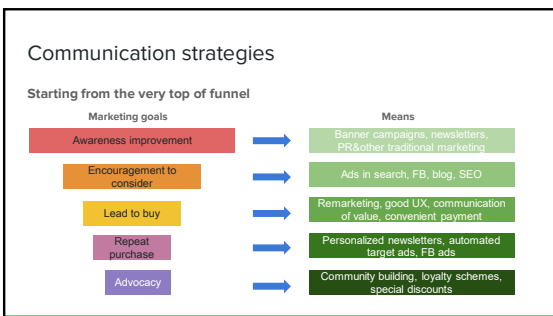 Communication strategies
Starting from the very top of funnel
Marketing goals
Means
Awareness improvement
Banner campaigns, newsletters,
PR&other traditional marketing
Encouragement to
consider
Ads in search, FB, blog, SEO
Lead to buy
Remarketing, good UX, communication
of value, convenient payment
Repeat
purchase
Personalized newsletters, automated
target ads, FB ads
Advocacy
Community building, loyalty schemes,
special discounts